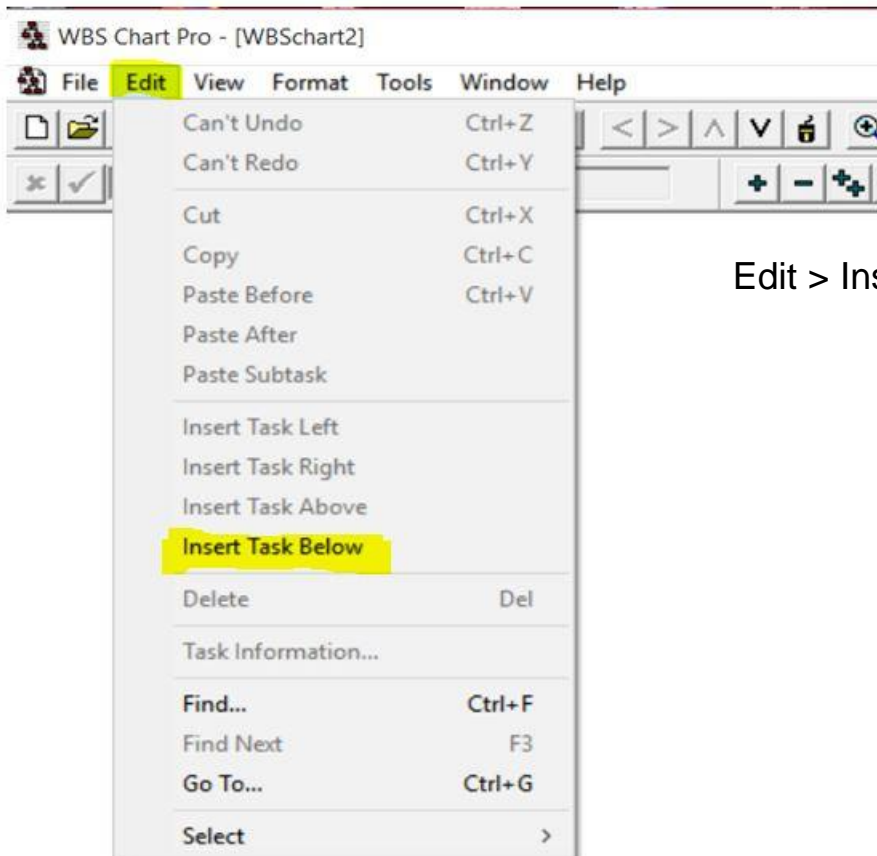 WBS Chart Pro - [WBSchart2]
File Edit View Format Tools Window Help
Can't Undo Ctrl+Z
Can't Redo Ctrl+Y
Cut Ctrl+X
Copy Ctrl+C
Paste Before Ctrl+V
Edit > Ins
Paste After
Paste Subtask
Insert Task Left
Insert Task Right
Insert Task Above
Insert Task Below
Delete Del
Task Information...
Find... Ctrl+F
Find Next F3
Go To... Ctrl+G
Select >